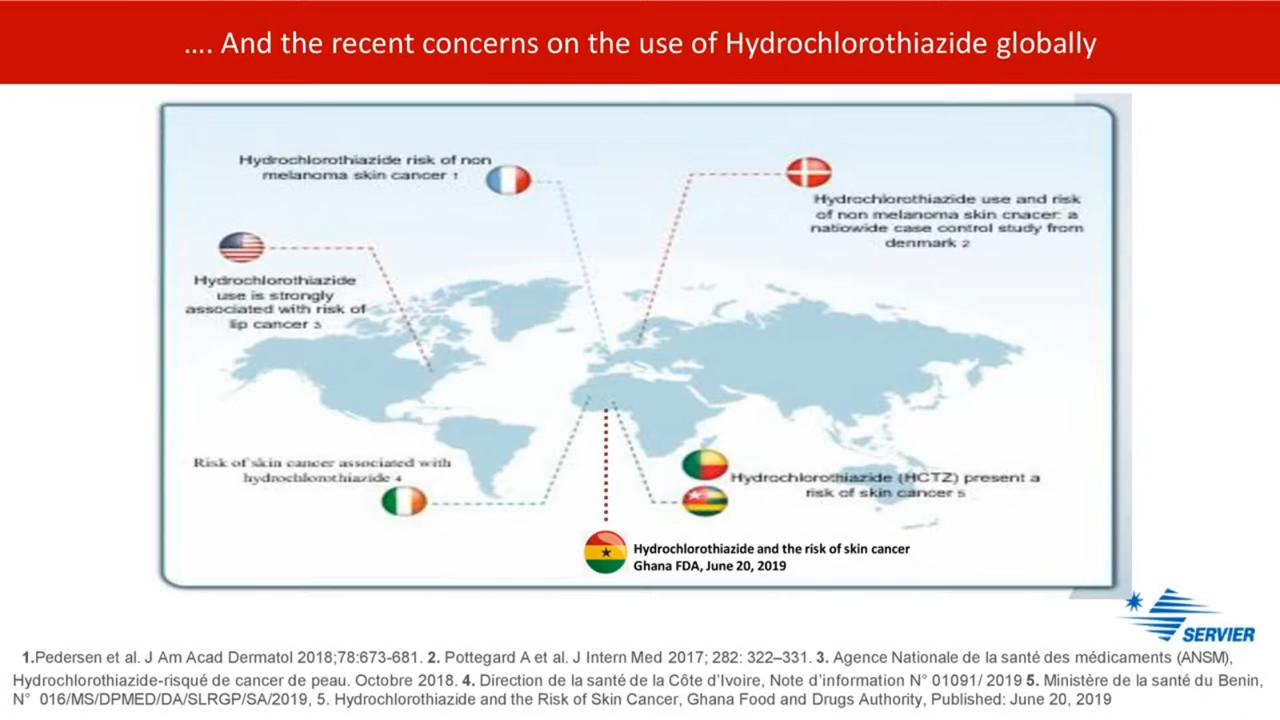 .... And the recent concerns on the use of Hydrochlorothiazide globally
Hydrochlorothiazide risk of non
melanoma skin cancer 1
Hydrochlorothiazide use and risk
of non melanoma skin cnacer: a
natiowide case control study from
denmark 2
Hydrochlorothiazide
use is strongly
associated with risk of
lip cancer 3
Risk of skin cancer associated with
hydrochlorothiazide 4
Hydrochlorothiazide (HCTZ) present a
risk of skin cancer 5
Hydrochlorothiazide and the risk of skin cancer
Ghana FDA, June 20, 2019
SERVIER
1.Pedersen et al. J Am Acad Dermatol 2018;78:673-681. 2. Pottegard A et al. J Intern Med 2017; 282: 322–331. 3. Agence Nationale de la santé des médicaments (ANSM),
Hydrochlorothiazide-risqué de cancer de peau. Octobre 2018. 4. Direction de la santé de la Côte d'Ivoire, Note d'information N° 01091/ 2019 5. Ministère de la santé du Benin,
N° 016/MS/DPMED/DA/SLRGP/SA/2019, 5. Hydrochlorothiazide and the Risk of Skin Cancer, Ghana Food and Drugs Authority, Published: June 20, 2019